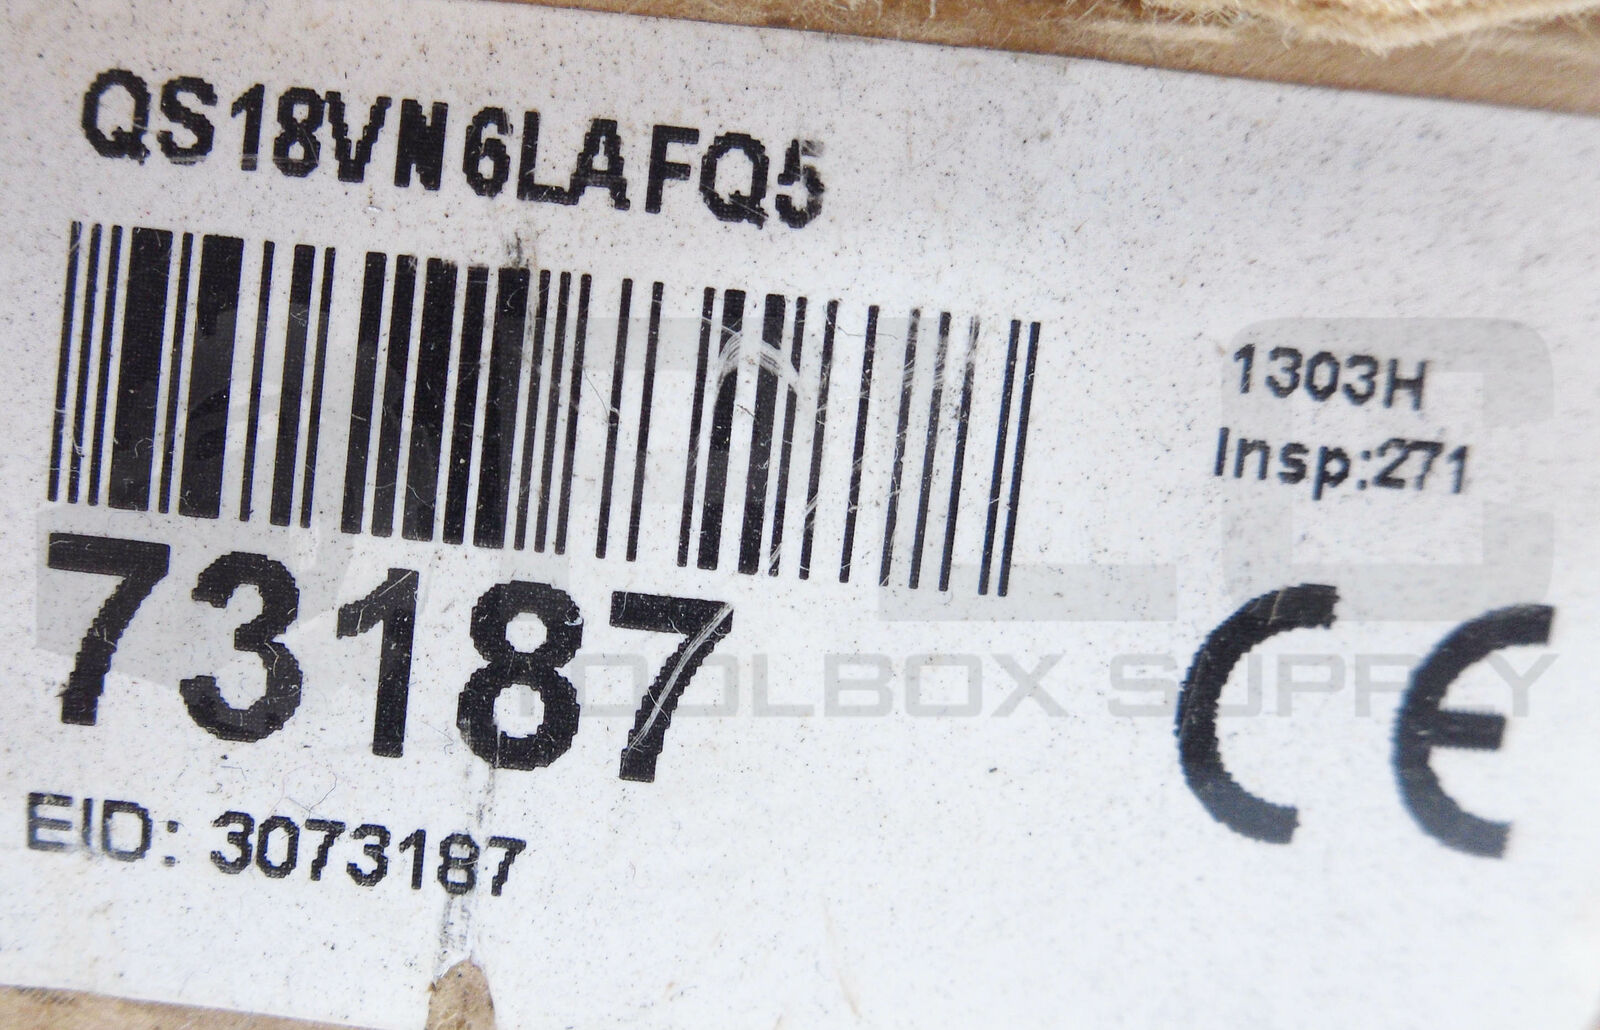 QS18VN6LAFQ5
1303H
Insp:271
73187
TOOLBOX SUPPLY
EID: 3073187
CE